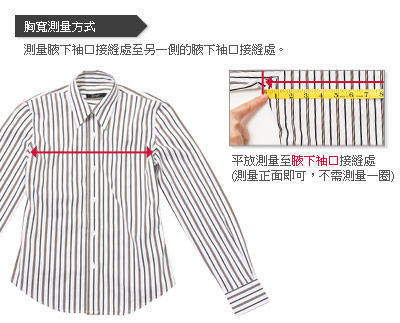 胸寬測量方式
測量腋下袖口接縫處至另一側的腋下袖口接縫處。
1 2 3 4 5 6 7 8
平放測量至腋下袖口接縫處
(測量正面即可，不需測量一圈)